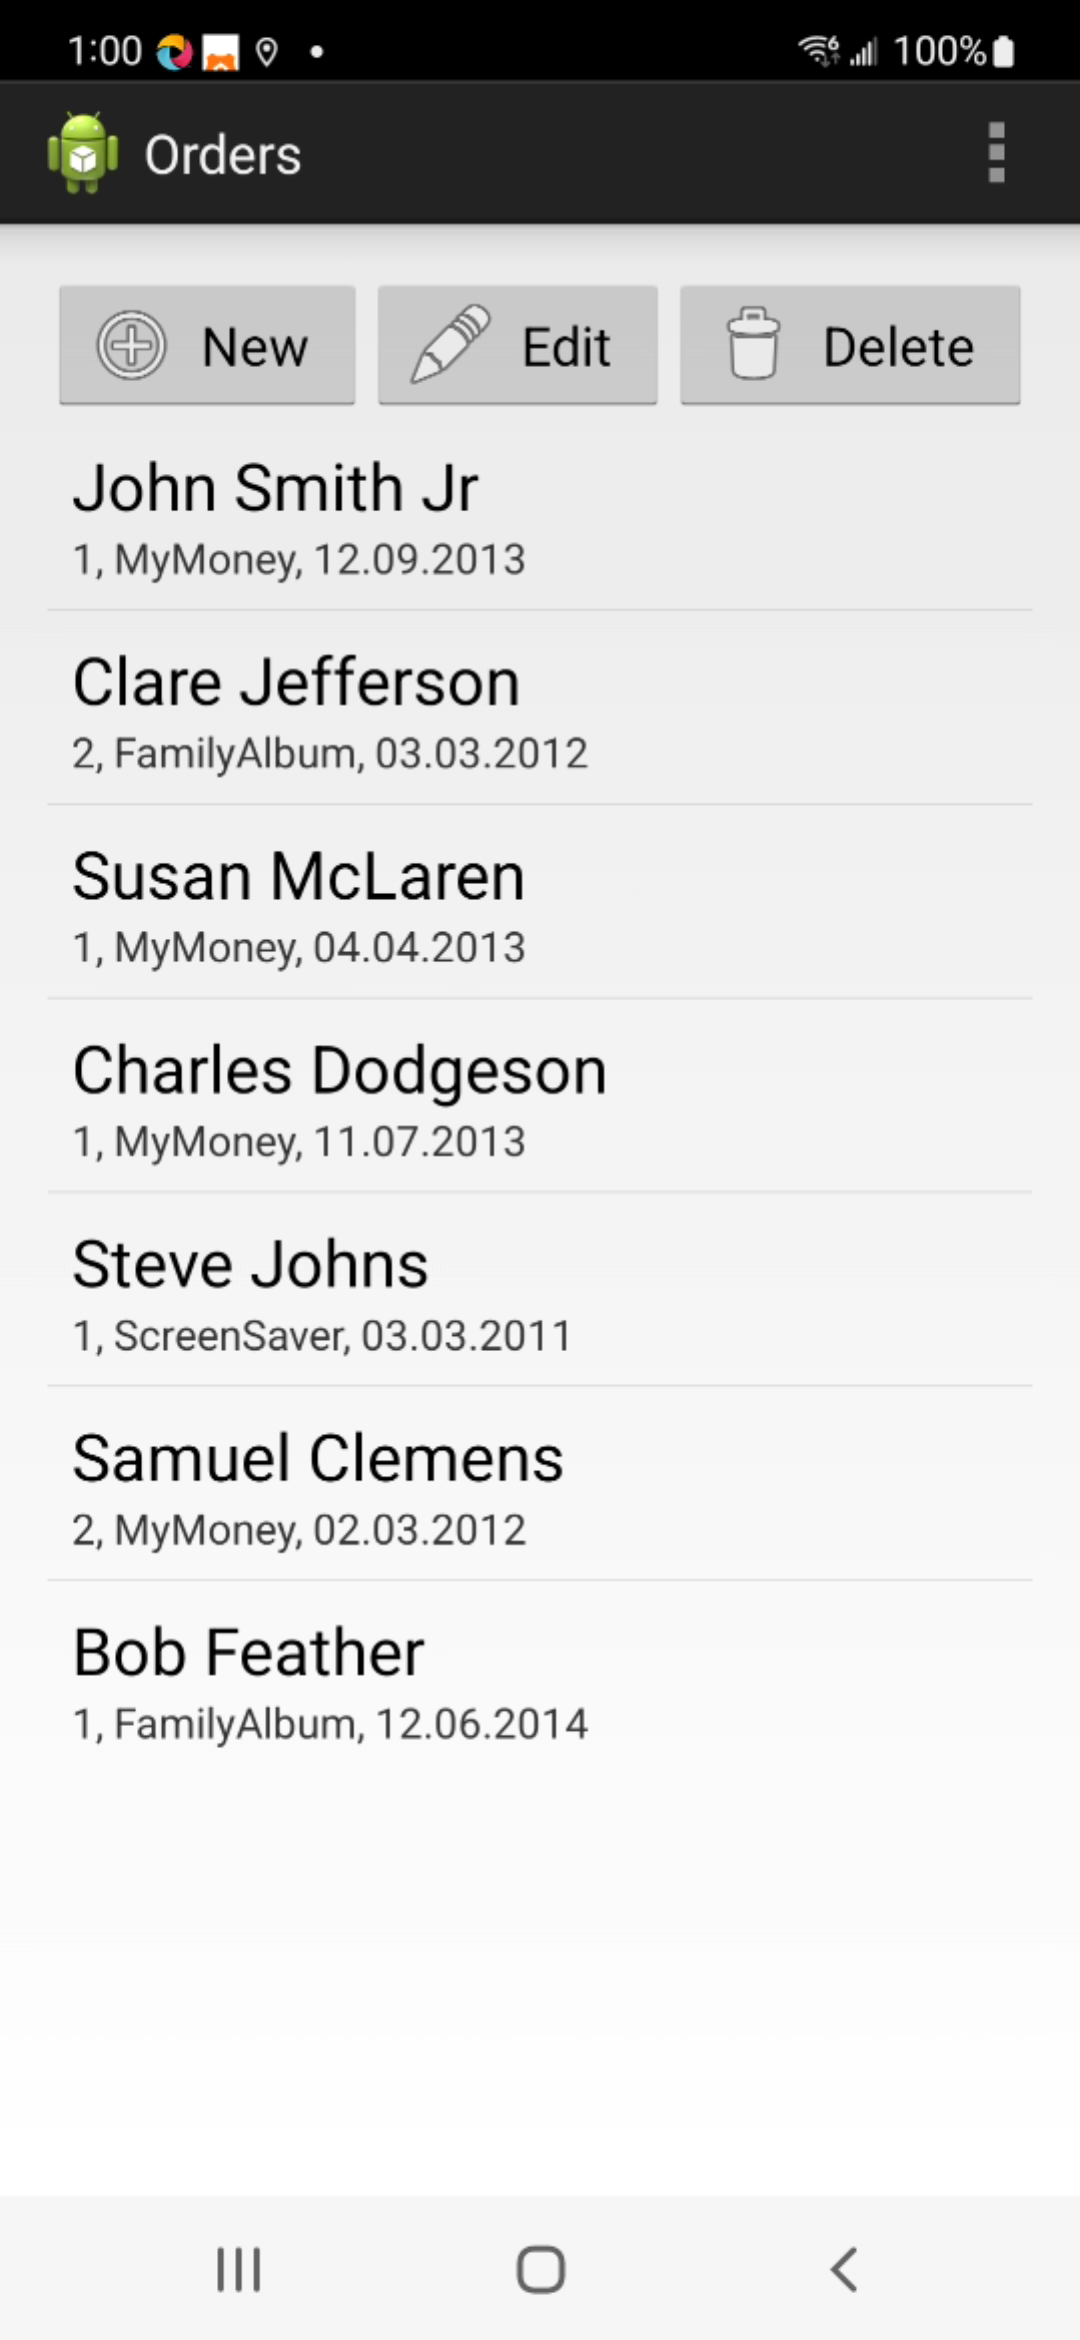 1:00 100%
Orders
New Edit Delete
John Smith Jr
1, MyMoney, 12.09.2013
Clare Jefferson
2, FamilyAlbum, 03.03.2012
Susan McLaren
1, MyMoney, 04.04.2013
Charles Dodgeson
1, MyMoney, 11.07.2013
Steve Johns
1, ScreenSaver, 03.03.2011
Samuel Clemens
2, MyMoney, 02.03.2012
Bob Feather
1, FamilyAlbum, 12.06.2014